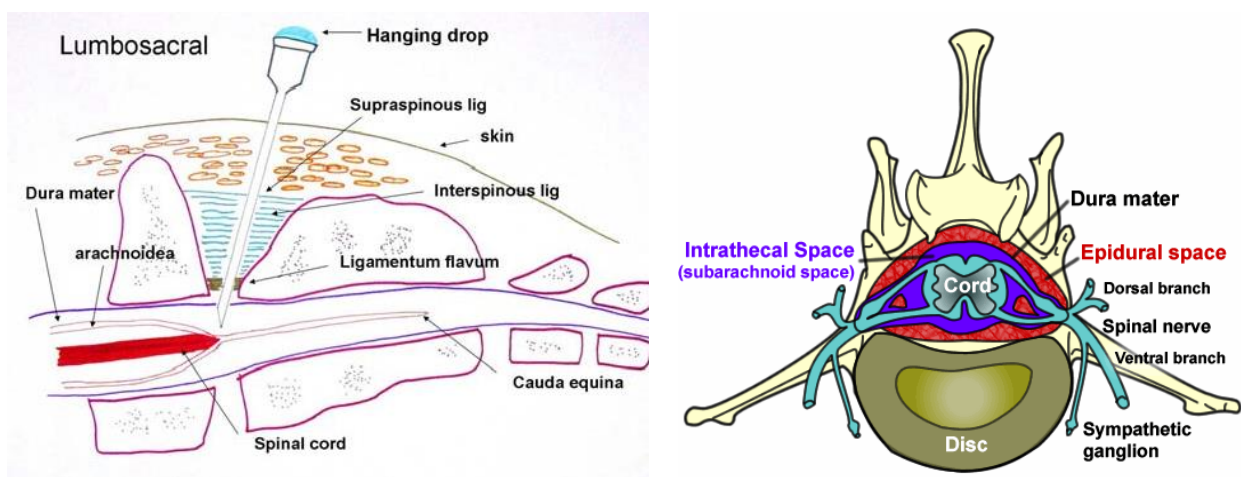 Lumbosacral
Hanging drop
Supraspinous lig
skin
Dura mater
Interspinous lig
arachnoidea
Ligamentum flavum
Cauda equina
Spinal cord
Dura mater
Intrathecal Space
(subarachnoid space)
Epidural space
Cord
Dorsal branch
Spinal nerve
Ventral branch
Disc
Sympathetic
ganglion